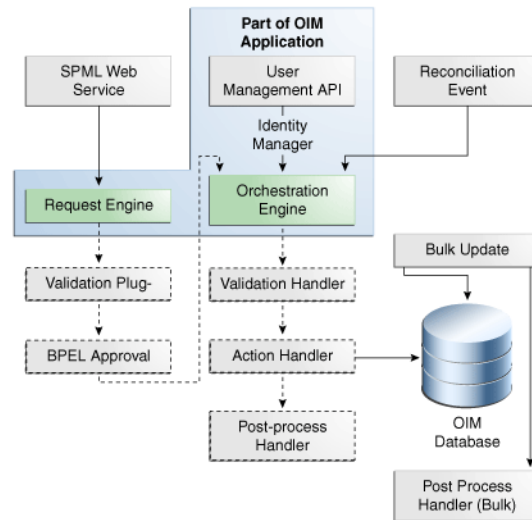 Part of OIM
Application
SPML Web
Service
User
Management API
Reconciliation
Event
Identity
Manager
Request Engine
Orchestration
Engine
Bulk Update
Validation Plug-
Validation Handler
BPEL Approval
Action Handler
OIM
Database
Post-process
Handler
Post Process
Handler (Bulk)